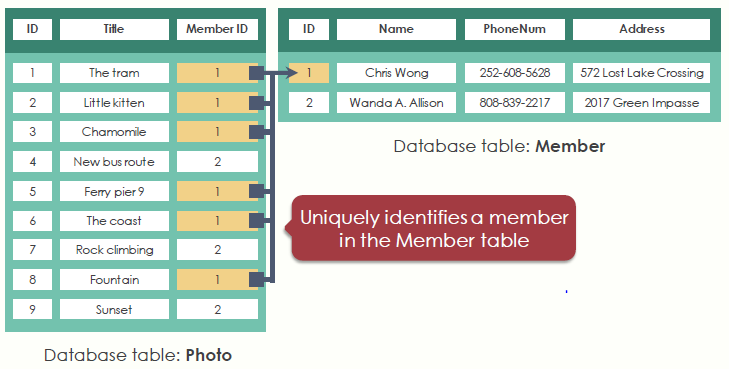 ID Title Member ID
1 The tram 1
2 Little kitten 1
3 Chamomile 1
4 New bus route 2
5 Ferry pier 9 1
6 The coast 1
7 Rock climbing 2
8 Fountain 1
9 Sunset 2
Database table: Photo
ID Name PhoneNum Address
1 Chris Wong 252-608-5628 572 Lost Lake Crossing
2 Wanda A. Allison 808-839-2217 2017 Green Impasse
Database table: Member
Uniquely identifies a member
in the Member table